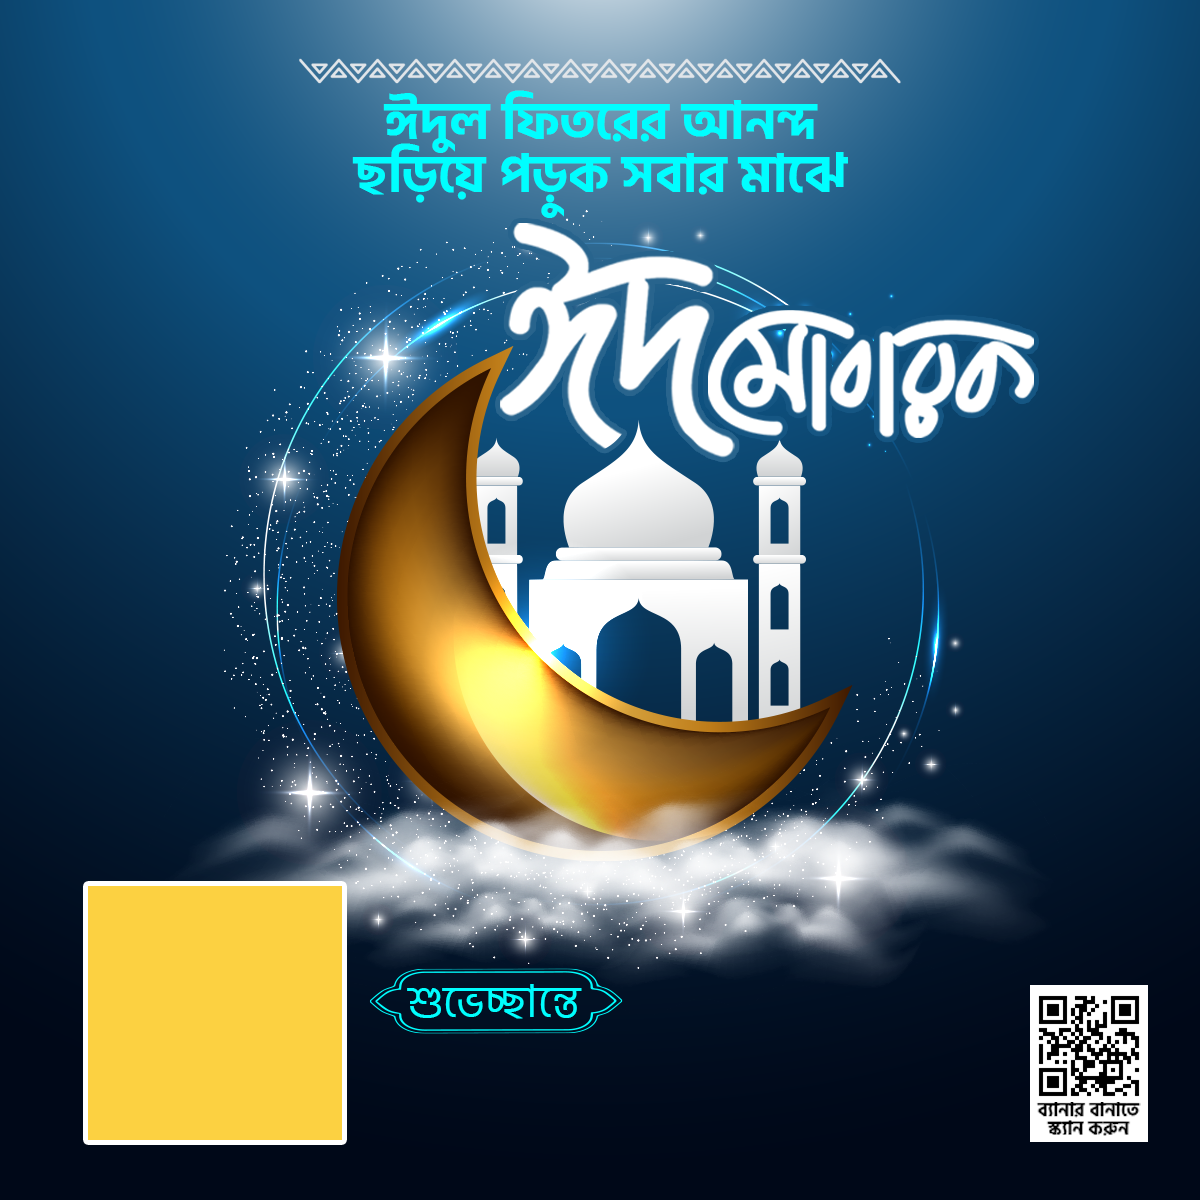 ঈদুল ফিতরের আনন্দ
ছড়িয়ে পড়ুক সবার মাঝে
ঈদ মোবারক
শুভেচ্ছান্তে
ব্যানার বানাতে
স্ক্যান করুন